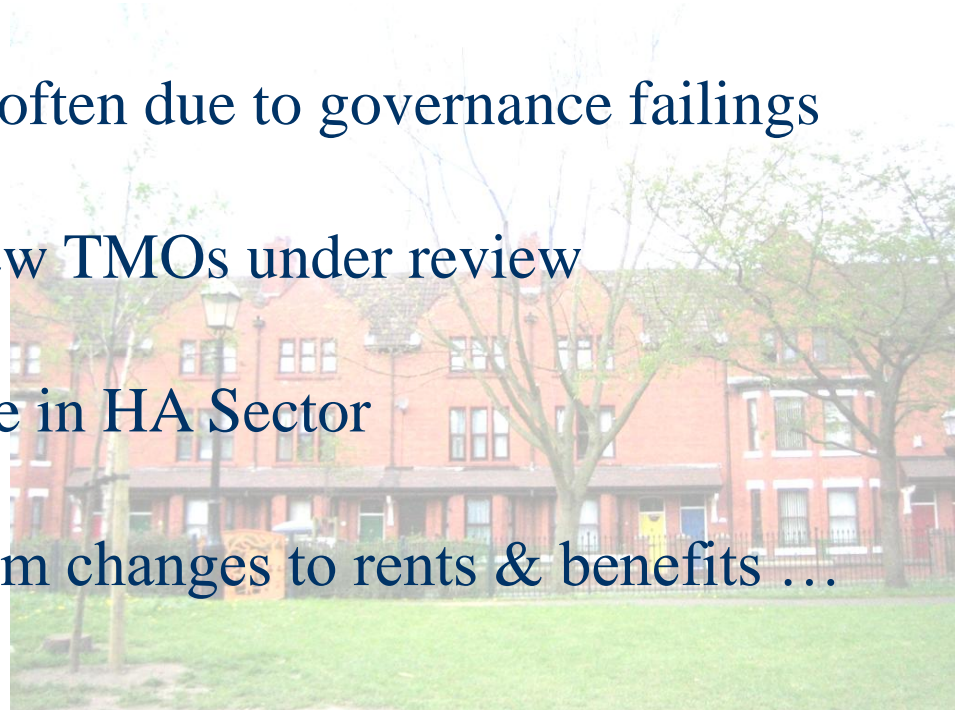 often due to governance failings
w TMOs under review
e in HA Sector
m changes to rents & benefits …